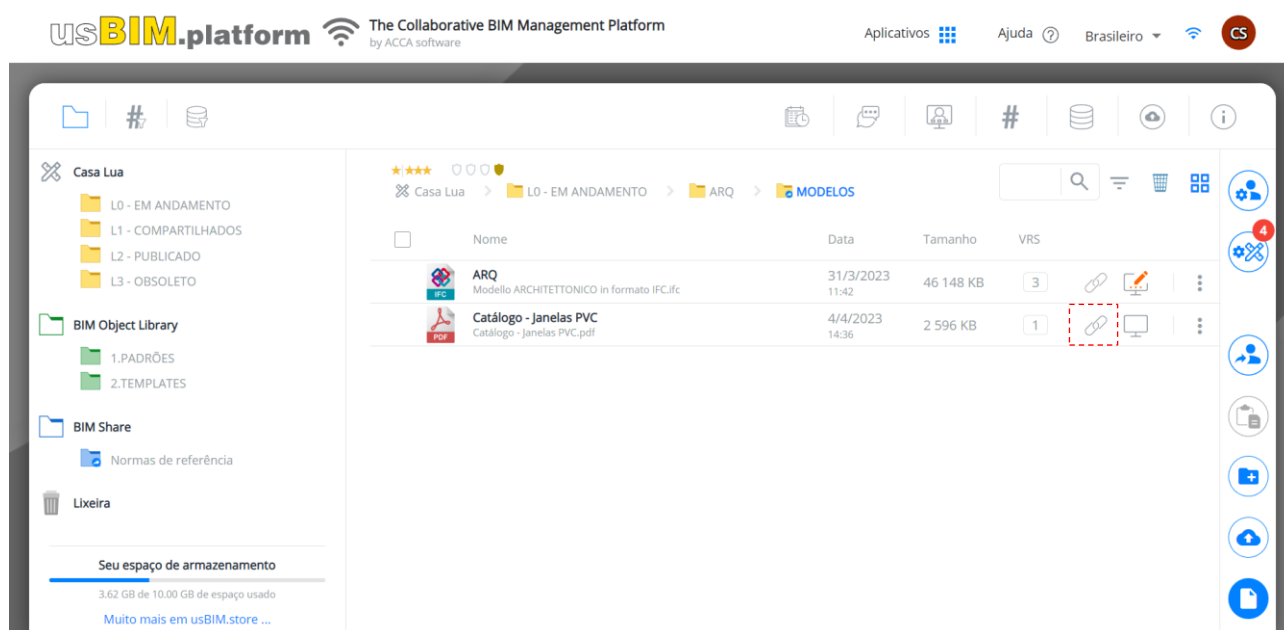 usBIM.platform
The Collaborative BIM Management Platform
by ACCA software
Aplicativos
Ajuda ?
Brasileiro
CS
#
#
i
Casa Lua
L0 - EM ANDAMENTO
L1 - COMPARTILHADOS
L2 - PUBLICADO
L3 - OBSOLETO
BIM Object Library
1.PADRÕES
2.TEMPLATES
BIM Share
Normas de referência
Lixeira
Seu espaço de armazenamento
3.62 GB de 10.00 GB de espaço usado
Muito mais em usBIM.store ...
Casa Lua > L0 - EM ANDAMENTO > ARQ > MODELOS
4
Nome Data Tamanho VRS
IFC
ARQ 31/3/2023 46 148 KB 3
Modello ARCHITETTONICO in formato IFC.ifc 11:42
PDF
Catálogo - Janelas PVC 4/4/2023 2 596 KB 1
Catálogo - Janelas PVC.pdf 14:36